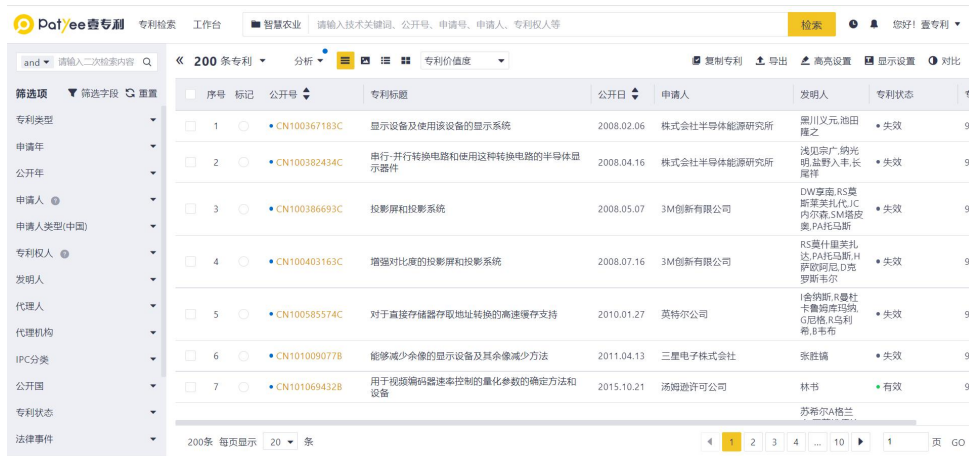 Patyee壹专利 专利检索 工作台 智慧农业 请输入技术关键词、公开号、申请号、申请人、专利权人等 检索 您好! 壹专利
and 请输入二次检索内容 200 条专利 分析 专利价值度 复制专利 导出 高亮设置 显示设置 对比
筛选项 筛选字段 重置
专利类型
申请年
公开年
申请人
申请人类型(中国)
专利权人
发明人
代理人
代理机构
IPC分类
公开国
专利状态
法律事件
序号 标记 公开号 专利标题 公开日 申请人 发明人 专利状态
1 CN100367183C 显示设备及使用该设备的显示系统 2008.02.06 株式会社半导体能源研究所 黑川义元,池田
隆之 失效
2 CN100382434C 串行-并行转换电路和使用这种转换电路的半导体显
示器件 2008.04.16 株式会社半导体能源研究所 浅见宗广,纳光
明,盐野入丰,长
尾祥 失效
3 CN100386693C 投影屏和投影系统 2008.05.07 3M创新有限公司 DW享南,RS莫
斯莱芙扎代,JC
内尔森,SM塔皮
奥,PA托马斯 失效
4 CN100403163C 增强对比度的投影屏和投影系统 2008.07.16 3M创新有限公司 RS莫什里芙扎
达,PA托马斯,H
萨欧阿尼,D克
罗斯韦尔 失效
5 CN100585574C 对于直接存储器存取地址转换的高速缓存支持 2010.01.27 英特尔公司 I舍纳斯,R曼杜
卡鲁姆库玛纳,
G尼格,R乌利
希,B韦布 失效
6 CN101009077B 能够减少余像的显示设备及其余像减少方法 2011.04.13 三星电子株式会社 张胜镐 失效
7 CN101069432B 用于视频编码器速率控制的量化参数的确定方法和
设备 2015.10.21 汤姆逊许可公司 林书 有效
苏希尔A格兰
200条 每页显示 20 条 1 2 3 4 ... 10 1 页 GO